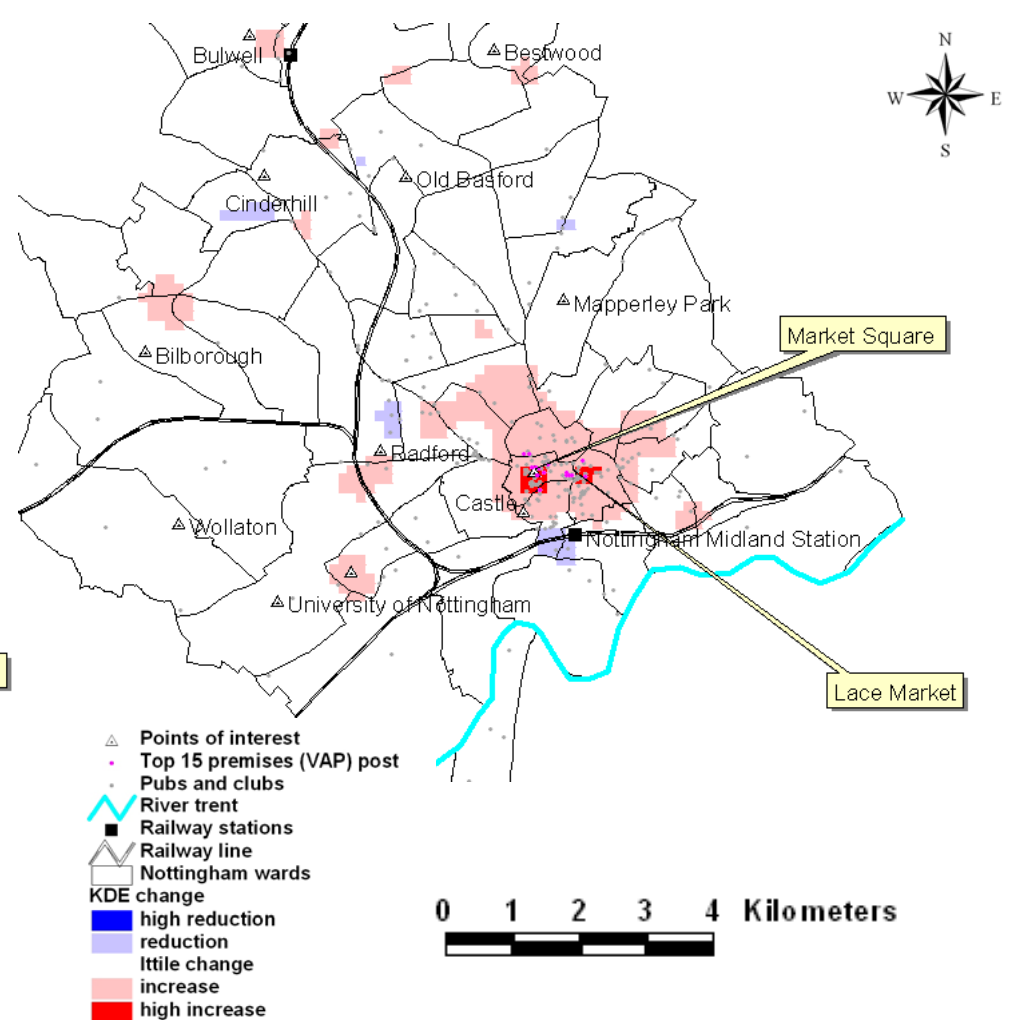 N
Bulwell
Bestwood
W
E
S
Old Basford
Cinderhill
Mapperley Park
Market Square
Bilborough
Radford
Castle
Wollaton
Nottingham Midland Station
University of Nottingham
Lace Market
Points of interest
Top 15 premises (VAP) post
Pubs and clubs
River trent
Railway stations
Railway line
Nottingham wards
KDE change
high reduction
reduction
lttile change
increase
high increase
0 1 2 3 4 Kilometers